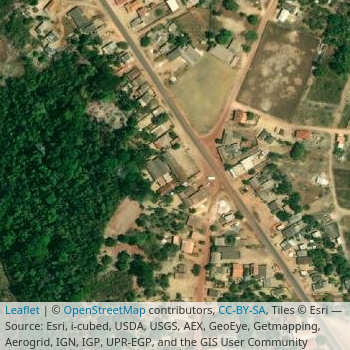 Leaflet | © OpenStreetMap contributors, CC-BY-SA, Tiles © Esri —
Source: Esri, i-cubed, USDA, USGS, AEX, GeoEye, Getmapping,
Aerogrid, IGN, IGP, UPR-EGP, and the GIS User Community